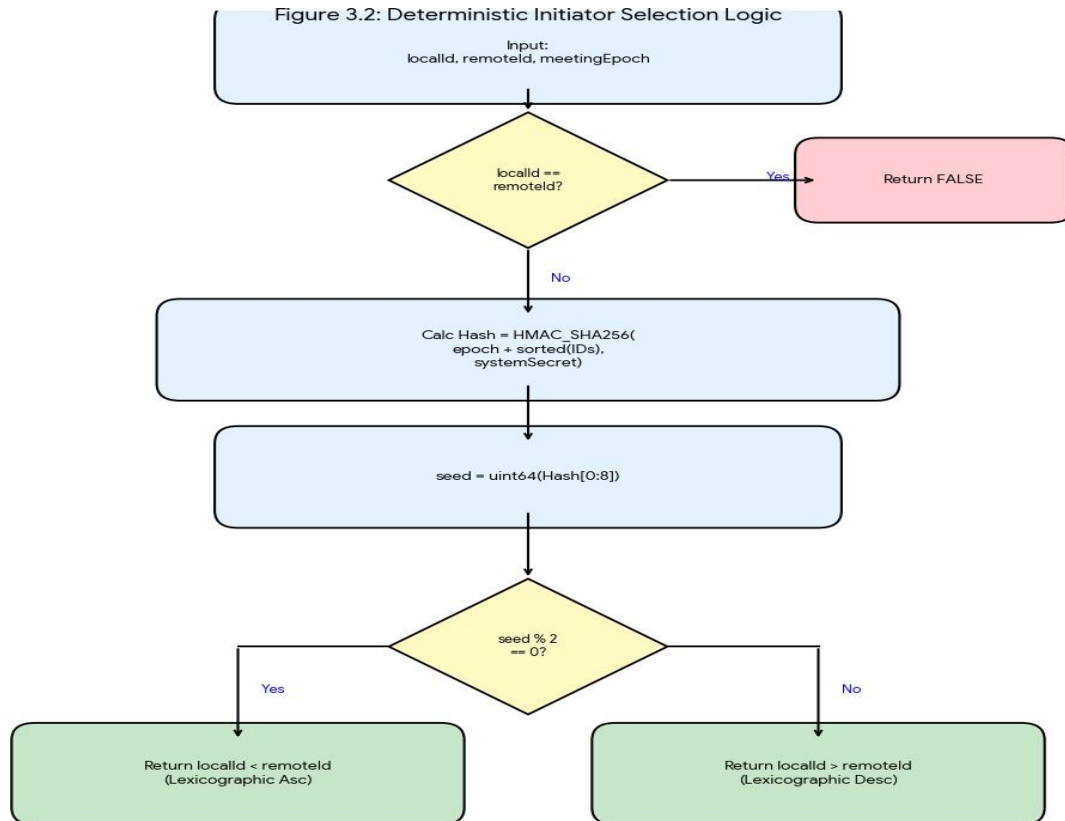 Figure 3.2: Deterministic Initiator Selection Logic
Input:
localId, remoteId, meetingEpoch
localId ==
remoteId?
Yes
Return FALSE
No
Calc Hash = HMAC_SHA256(
epoch + sorted(IDs),
systemSecret)
seed = uint64(Hash[0:8])
seed % 2
== 0?
Yes
No
Return localId < remoteId
(Lexicographic Asc)
Return localId > remoteId
(Lexicographic Desc)